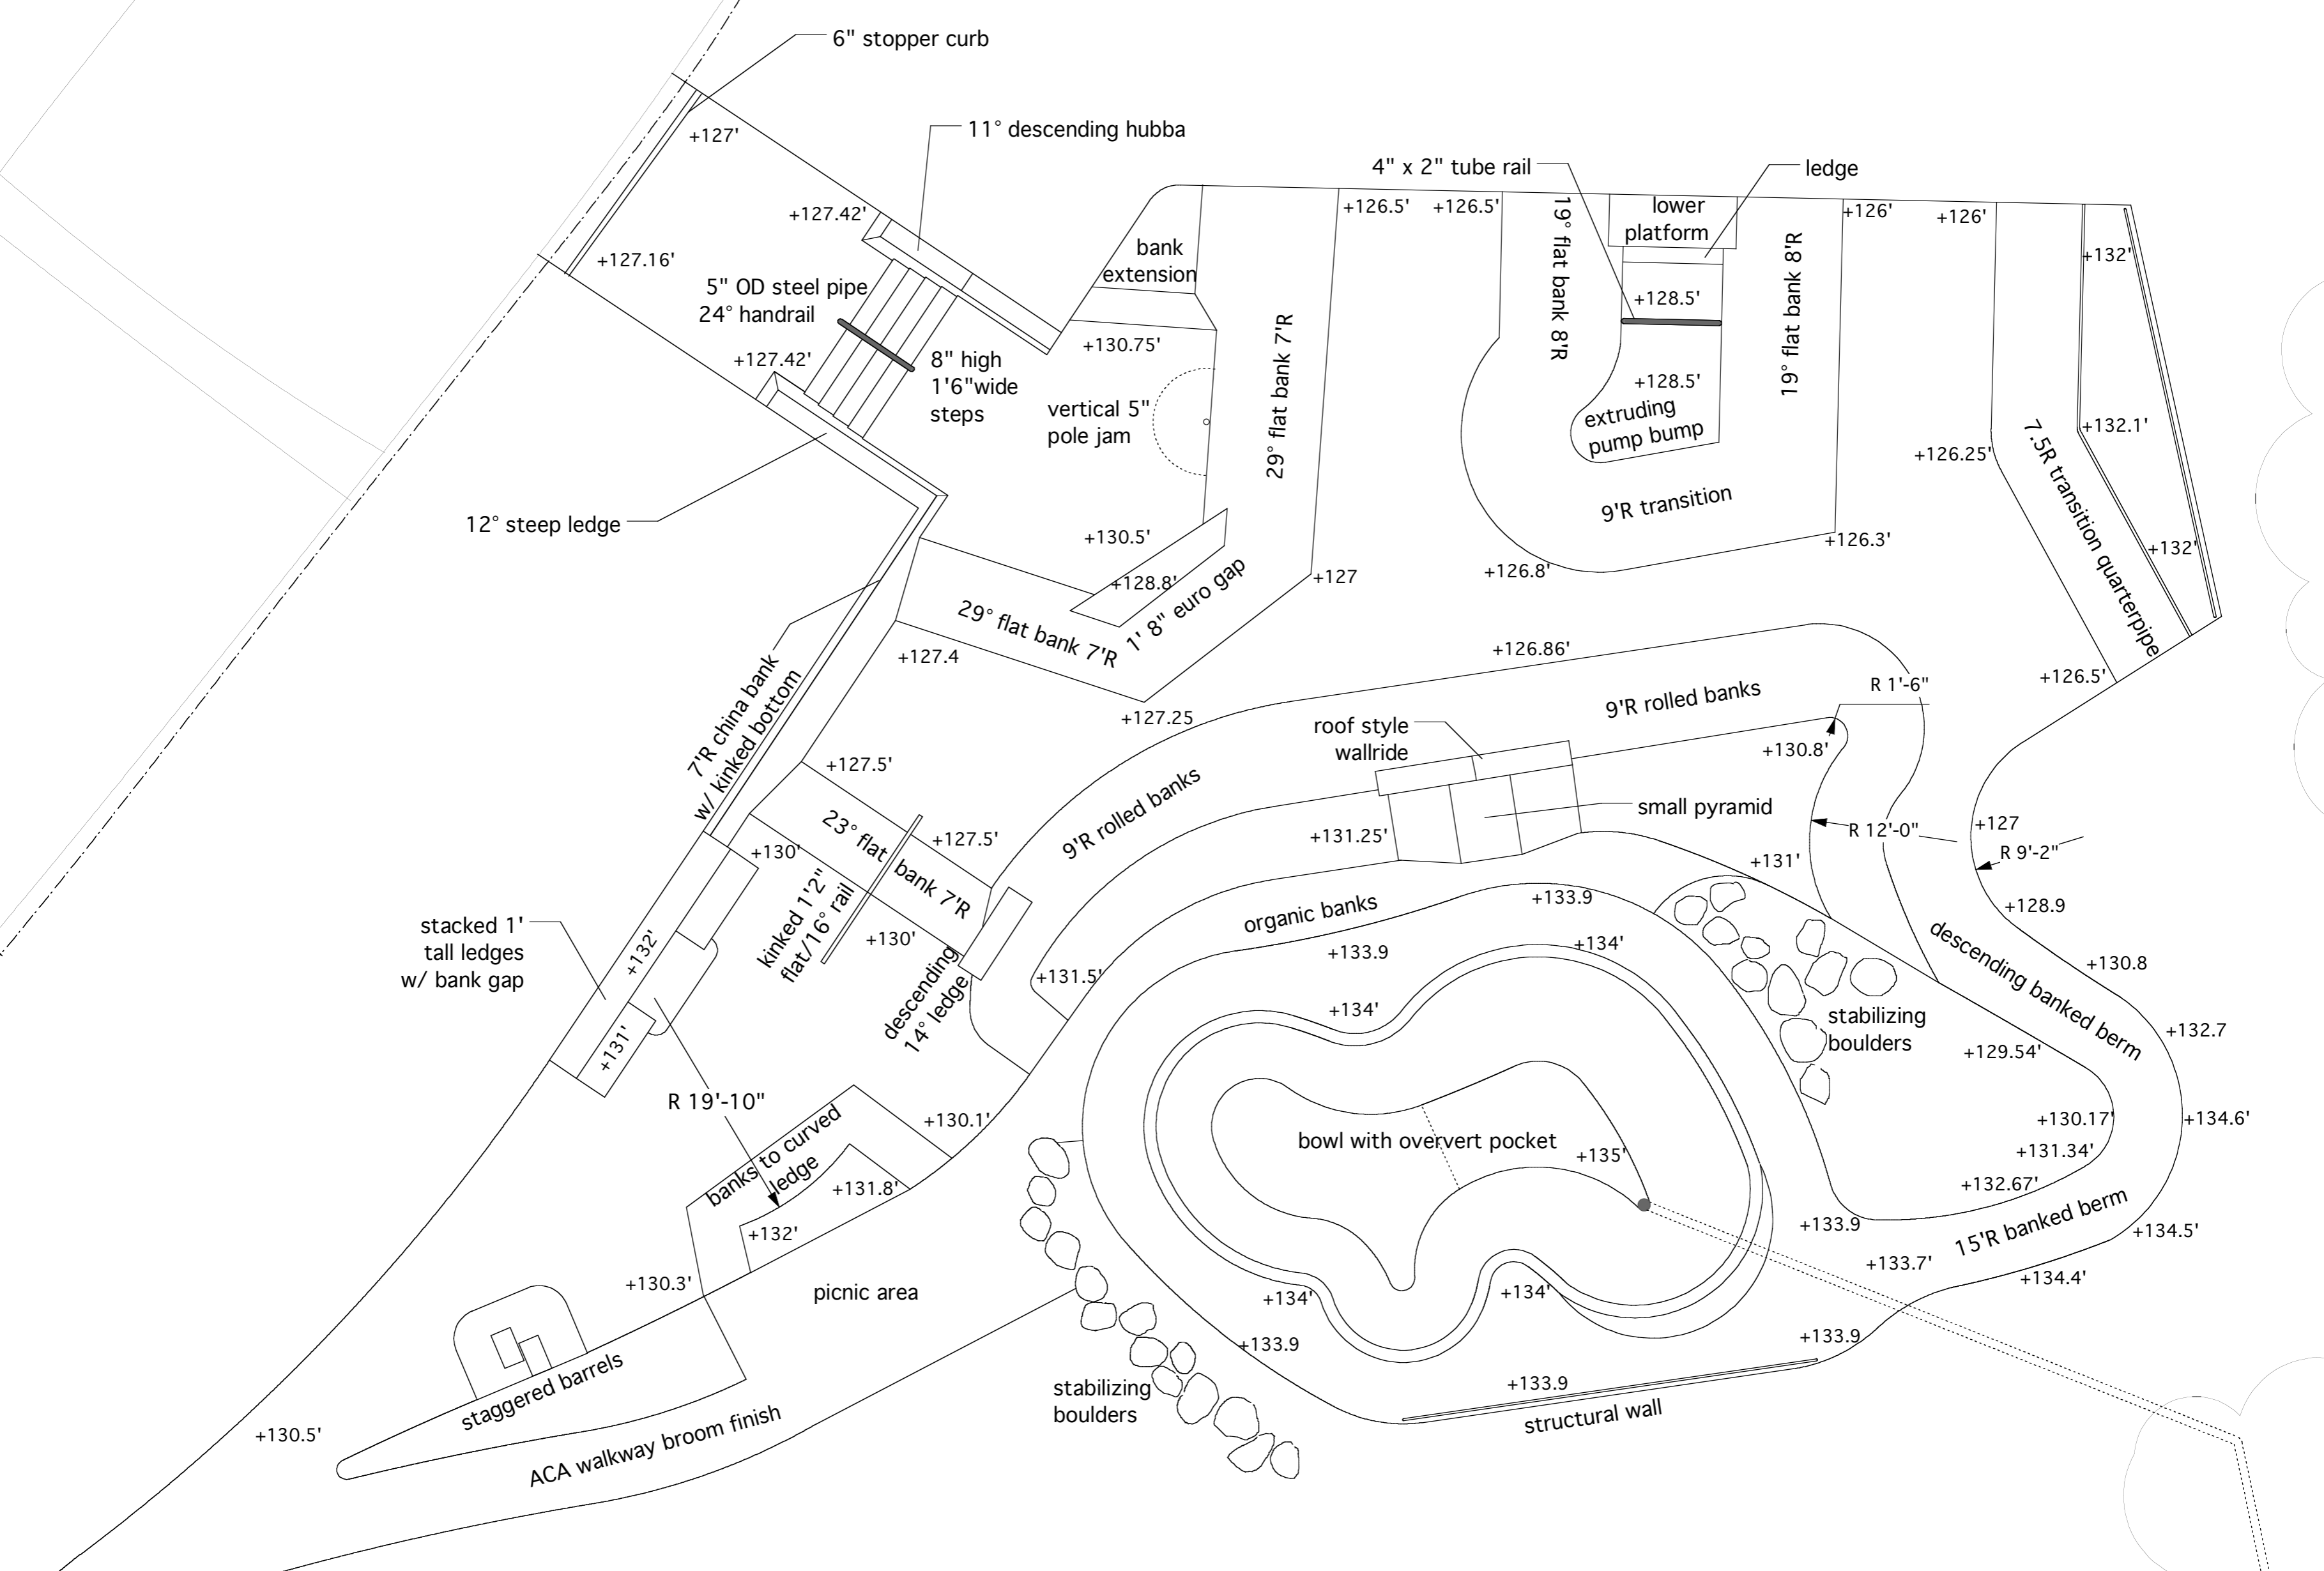 6" stopper curb
+127'
11° descending hubba
4" x 2" tube rail
ledge
+127.42'
+127.16'
5" OD steel pipe
24° handrail
+127.42'
8" high
1'6"wide
steps
12° steep ledge
bank
extension
+130.75'
vertical 5"
pole jam
29° flat bank 7'R
+126.5'
+126.5'
19° flat bank 8'R
lower
platform
+128.5'
+128.5'
extruding
pump bump
19° flat bank 8'R
9'R transition
+126'
+126'
+132'
+132.1'
+126.25'
7.5R transition quarterpipe
+132'
+126.3'
+126.8'
+126.5'
+130.5'
+128.8'
1' 8" euro gap
+127
29° flat bank 7'R
+127.4
+127.25
7'R china bank
w/ kinked bottom
+127.5'
+127.5'
23° flat bank 7'R
+130'
+130'
kinked 1'2"
flat/16° rail
descending
14° ledge
9'R rolled banks
+126.86'
9'R rolled banks
R 1'-6"
+130.8'
roof style
wallride
small pyramid
+131.25'
R 12'-0"
+127
R 9'-2"
+131'
+128.9
+130.8
descending banked berm
+132.7
stacked 1'
tall ledges
w/ bank gap
+132'
+131'
R 19'-10"
+131.5'
organic banks
+133.9
+133.9
+134'
+134'
stabilizing
boulders
+129.54'
+130.17'
+134.6'
+131.34'
+132.67'
+133.9
15'R banked berm
+134.5'
+133.7'
+134.4'
bowl with oververt pocket
+135'
+130.1'
banks to curved
ledge
+131.8'
+132'
+130.3'
picnic area
+134'
+134'
+133.9
+133.9
+133.9
structural wall
stabilizing
boulders
staggered barrels
ACA walkway broom finish
+130.5'